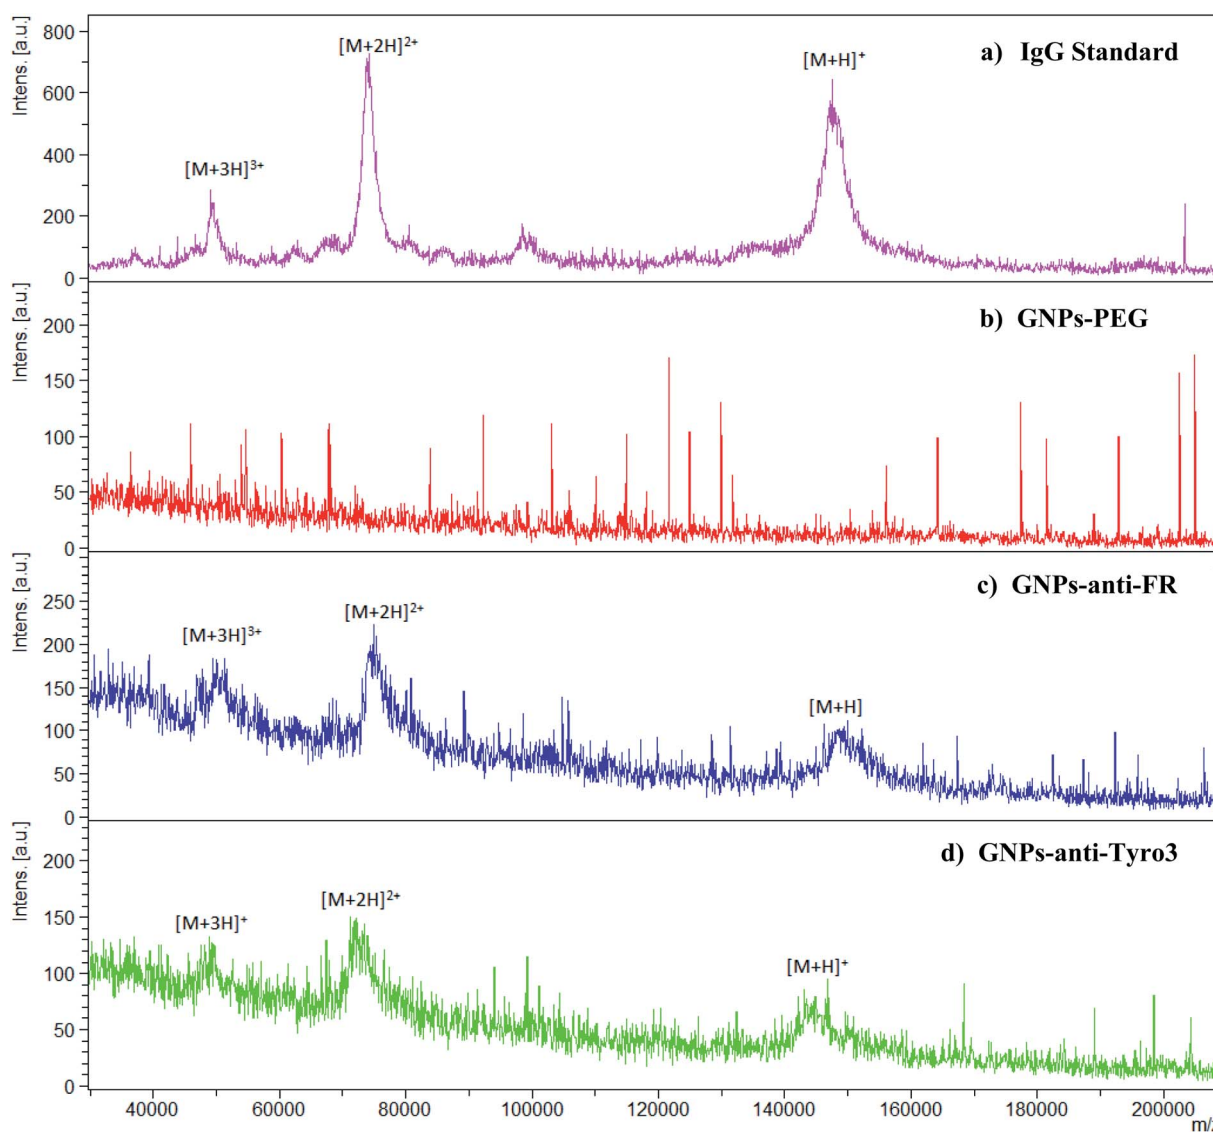 a) IgG Standard
Intens. [a.u.]
800
600
400
200
0
[M+3H]³⁺
[M+2H]²⁺
[M+H]⁺
b) GNPs-PEG
Intens. [a.u.]
200
150
100
50
0
c) GNPs-anti-FR
Intens. [a.u.]
250
200
150
100
50
0
[M+3H]³⁺
[M+2H]²⁺
[M+H]
d) GNPs-anti-Tyro3
Intens. [a.u.]
200
150
100
50
0
[M+3H]⁺
[M+2H]²⁺
[M+H]⁺
40000 60000 80000 100000 120000 140000 160000 180000 200000